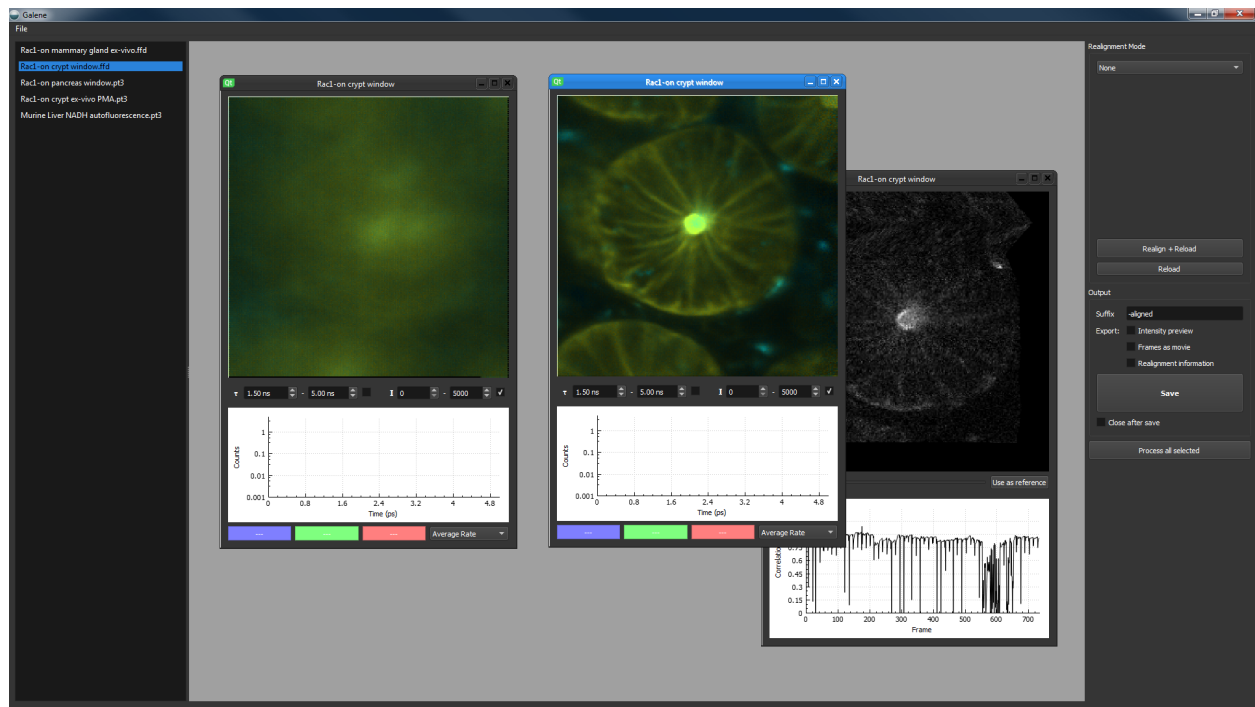 Galene
File
Rac1-on mammary gland ex-vivo.ffd
Rac1-on crypt window.ffd
Rac1-on pancreas window.pt3
Rac1-on crypt ex-vivo PMA.pt3
Murine Liver NADH autofluorescence.pt3
Qt
Rac1-on crypt window
τ 1.50 ns - 5.00 ns I 0 - 5000
Counts
1
0.1
0.01
0.001
0 0.8 1.6 2.4 3.2 4 4.8
Time (ps)
--- --- --- Average Rate
Qt
Rac1-on crypt window
τ 1.50 ns - 5.00 ns I 0 - 5000
Counts
1
0.1
0.01
0.001
0 0.8 1.6 2.4 3.2 4 4.8
Time (ps)
--- --- --- Average Rate
Rac1-on crypt window
Use as reference
0.75
0.6
0.45
0.3
0.15
0
0 100 200 300 400 500 600 700
Frame
Realignment Mode
None
Realign + Reload
Reload
Output
Suffix -aligned
Export: Intensity preview
Frames as movie
Realignment information
Save
Close after save
Process all selected